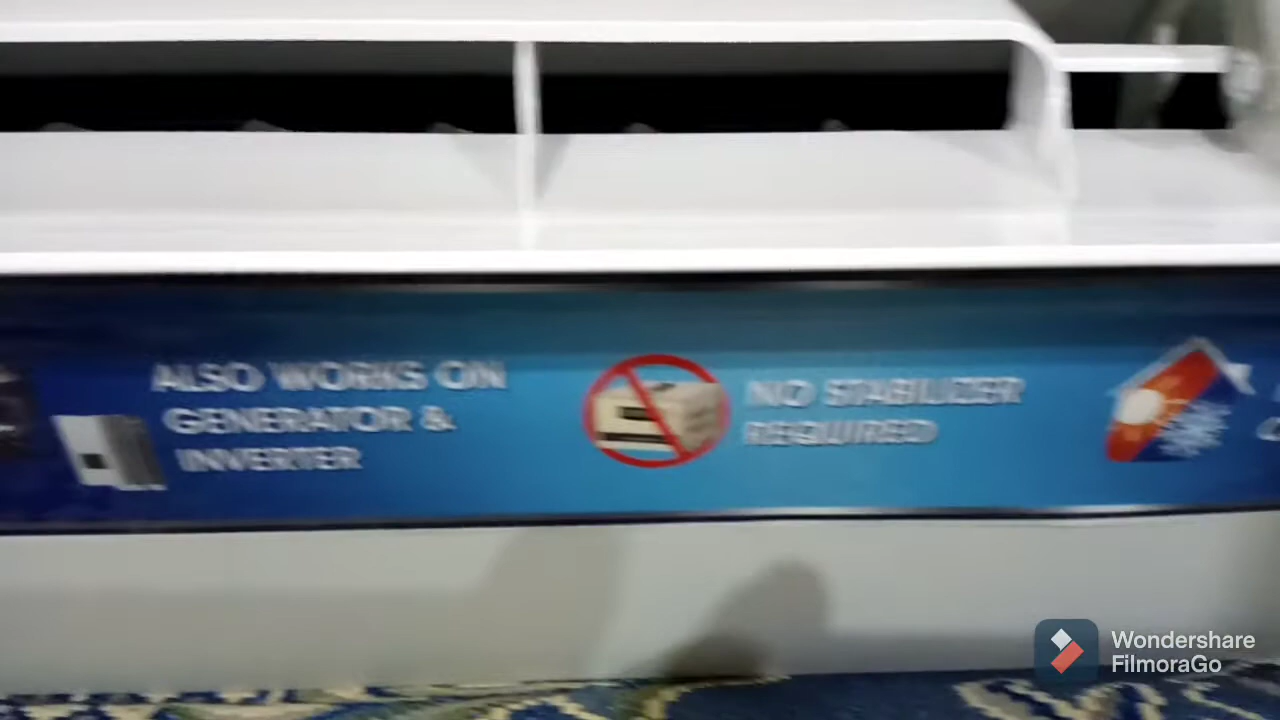 ALSO WORKS ON
GENERATOR &
INVERTER
NO STABILIZER
REQUIRED
Wondershare
FilmoraGo